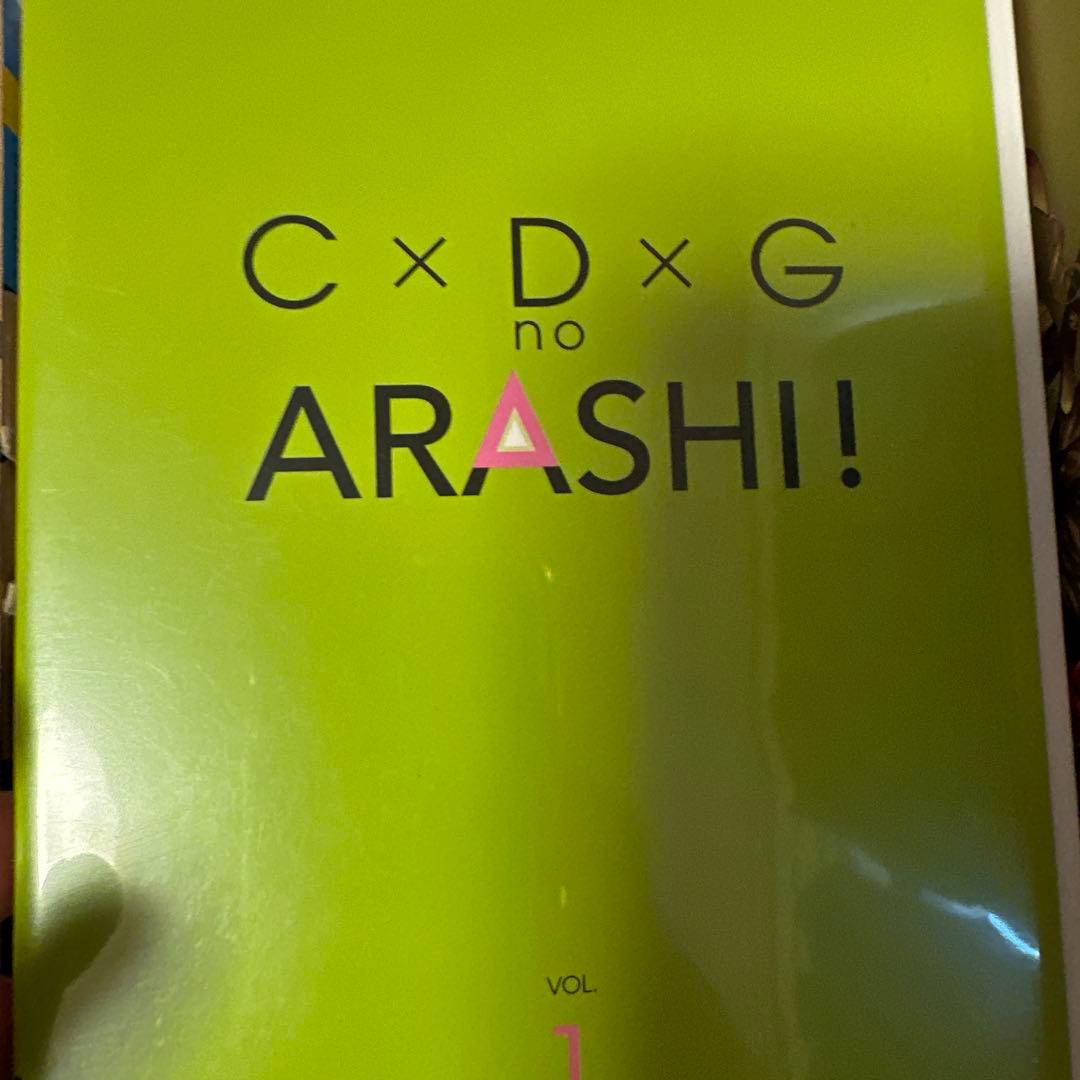 C × D × G
no
ARASHI!
VOL.
1